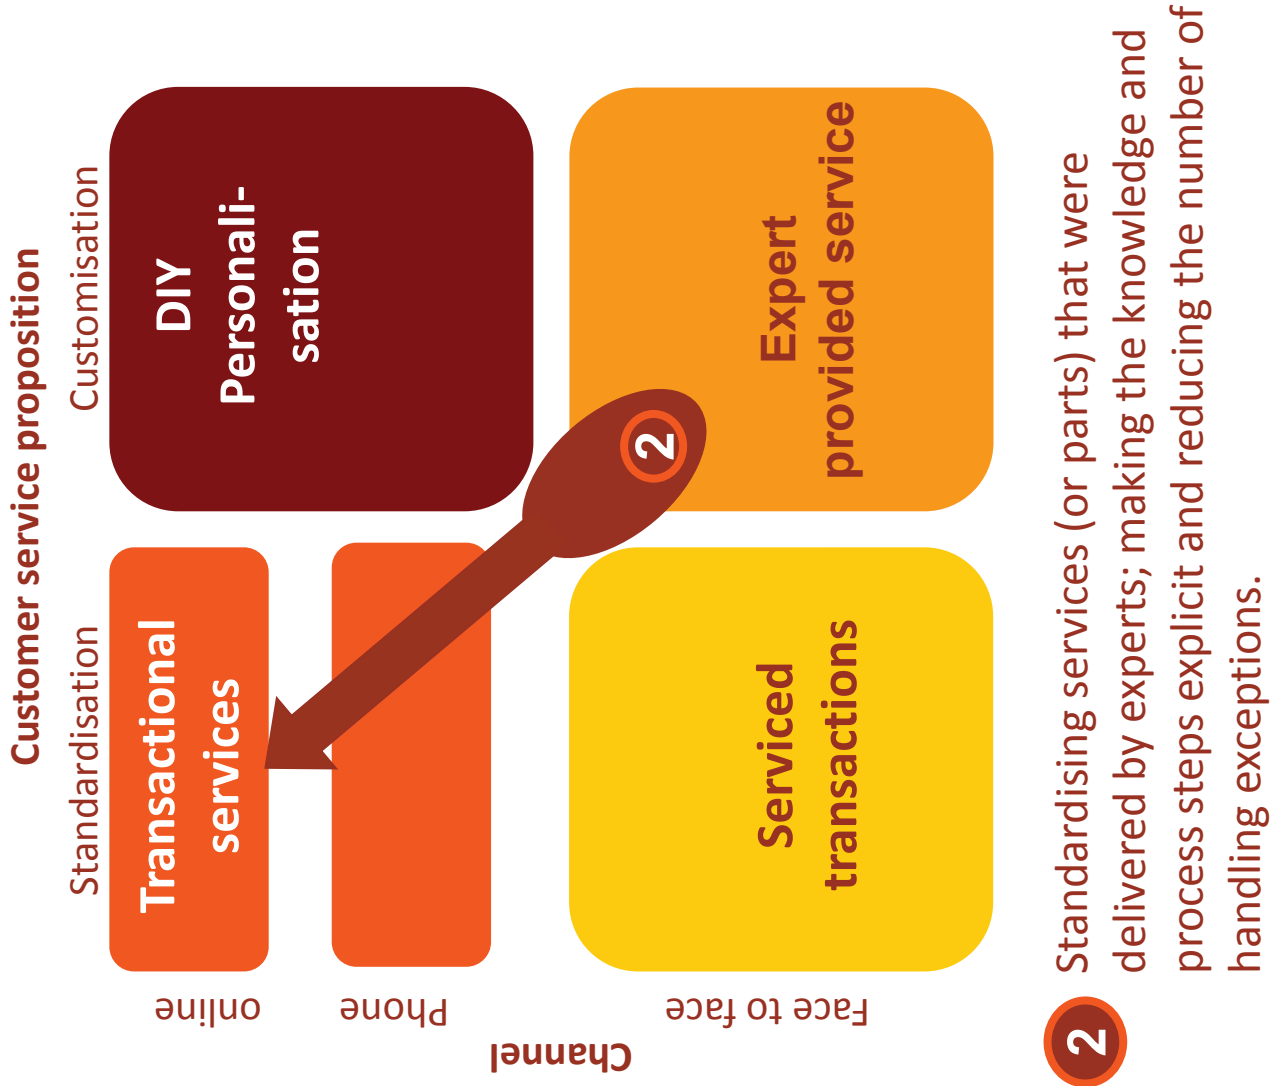 Customer service proposition
Standardisation
Customisation
Channel
online
Phone
Face to face
Transactional
services
DIY
Personali-
sation
Serviced
transactions
Expert
provided service
2
2
Standardising services (or parts) that were
delivered by experts; making the knowledge and
process steps explicit and reducing the number of
handling exceptions.